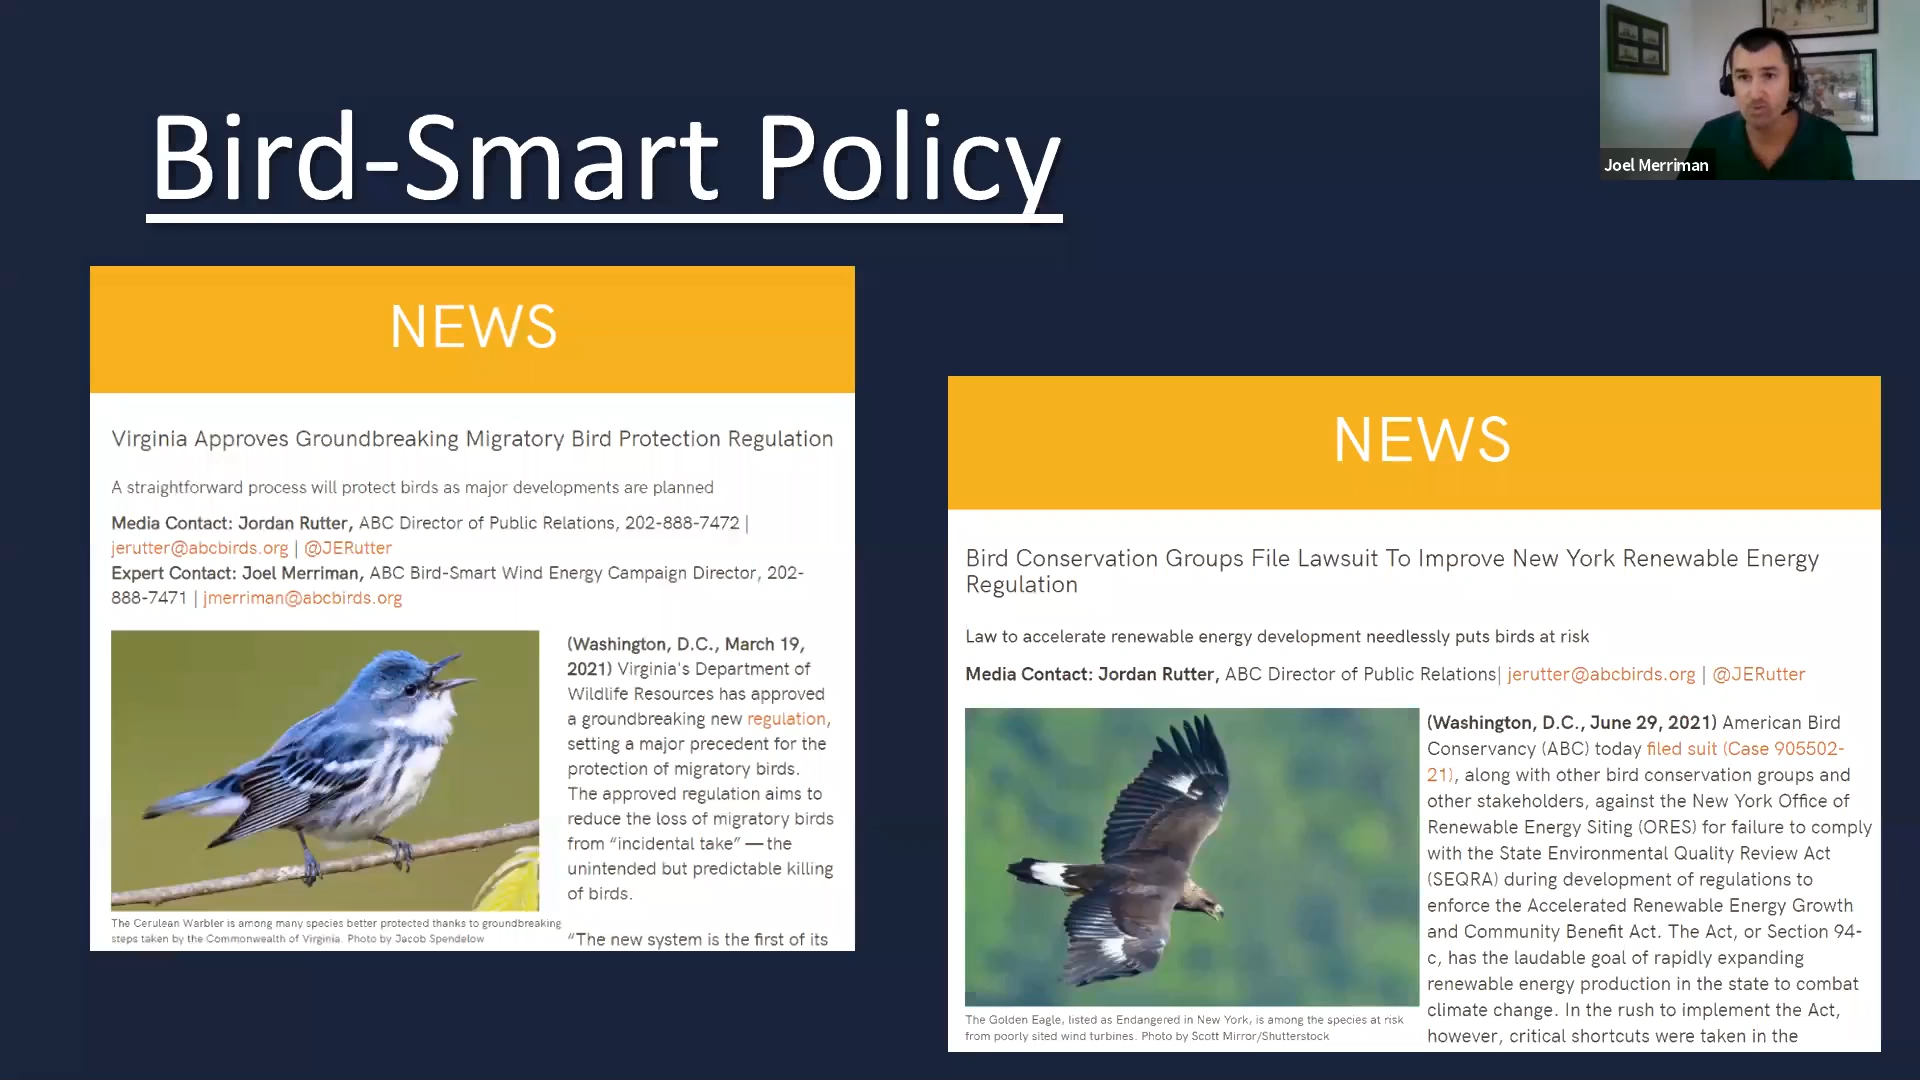 Bird-Smart Policy
Joel Merriman
NEWS
Virginia Approves Groundbreaking Migratory Bird Protection Regulation
A straightforward process will protect birds as major developments are planned
Media Contact: Jordan Rutter, ABC Director of Public Relations, 202-888-7472 |
jerutter@abcbirds.org | @JERutter
Expert Contact: Joel Merriman, ABC Bird-Smart Wind Energy Campaign Director, 202-
888-7471 | jmerriman@abcbirds.org
(Washington, D.C., March 19,
2021) Virginia's Department of
Wildlife Resources has approved
a groundbreaking new regulation,
setting a major precedent for the
protection of migratory birds.
The approved regulation aims to
reduce the loss of migratory birds
from “incidental take” — the
unintended but predictable killing
of birds.
“The new system is the first of its
The Cerulean Warbler is among many species better protected thanks to groundbreaking
steps taken by the Commonwealth of Virginia. Photo by Jacob Spendelow
NEWS
Bird Conservation Groups File Lawsuit To Improve New York Renewable Energy
Regulation
Law to accelerate renewable energy development needlessly puts birds at risk
Media Contact: Jordan Rutter, ABC Director of Public Relations| jerutter@abcbirds.org | @JERutter
(Washington, D.C., June 29, 2021) American Bird
Conservancy (ABC) today filed suit (Case 905502-
21), along with other bird conservation groups and
other stakeholders, against the New York Office of
Renewable Energy Siting (ORES) for failure to comply
with the State Environmental Quality Review Act
(SEQRA) during development of regulations to
enforce the Accelerated Renewable Energy Growth
and Community Benefit Act. The Act, or Section 94-
c, has the laudable goal of rapidly expanding
renewable energy production in the state to combat
climate change. In the rush to implement the Act,
however, critical shortcuts were taken in the
The Golden Eagle, listed as Endangered in New York, is among the species at risk
from poorly sited wind turbines. Photo by Scott Mirror/Shutterstock